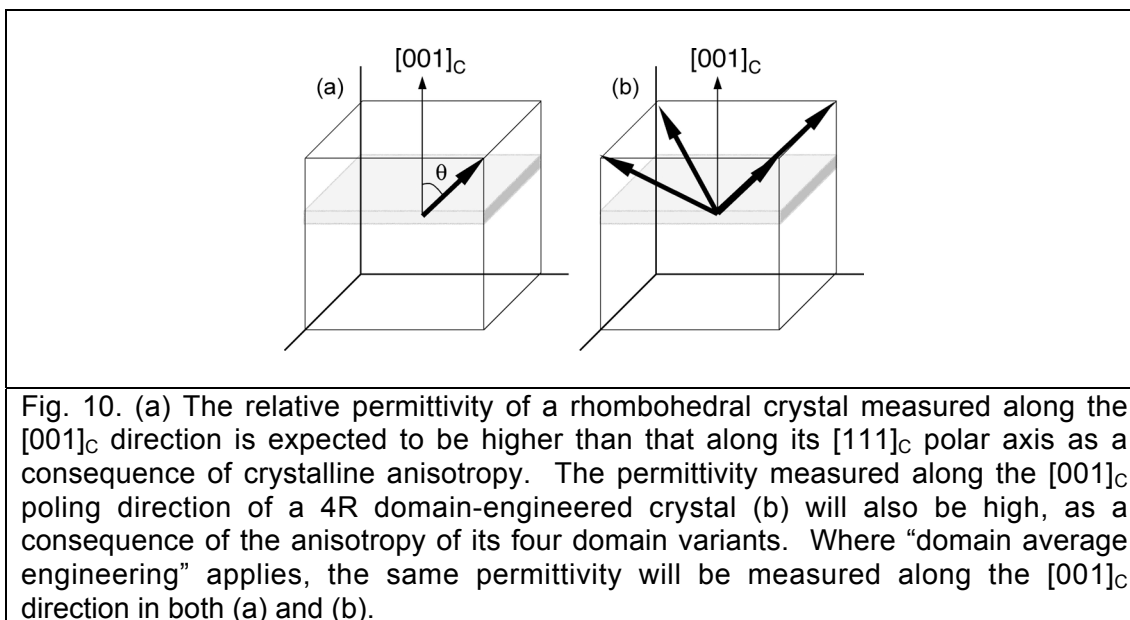 [001]C
[001]C
(a)
(b)
θ
Fig. 10. (a) The relative permittivity of a rhombohedral crystal measured along the
[001]C direction is expected to be higher than that along its [111]C polar axis as a
consequence of crystalline anisotropy. The permittivity measured along the [001]C
poling direction of a 4R domain-engineered crystal (b) will also be high, as a
consequence of the anisotropy of its four domain variants. Where “domain average
engineering” applies, the same permittivity will be measured along the [001]C
direction in both (a) and (b).